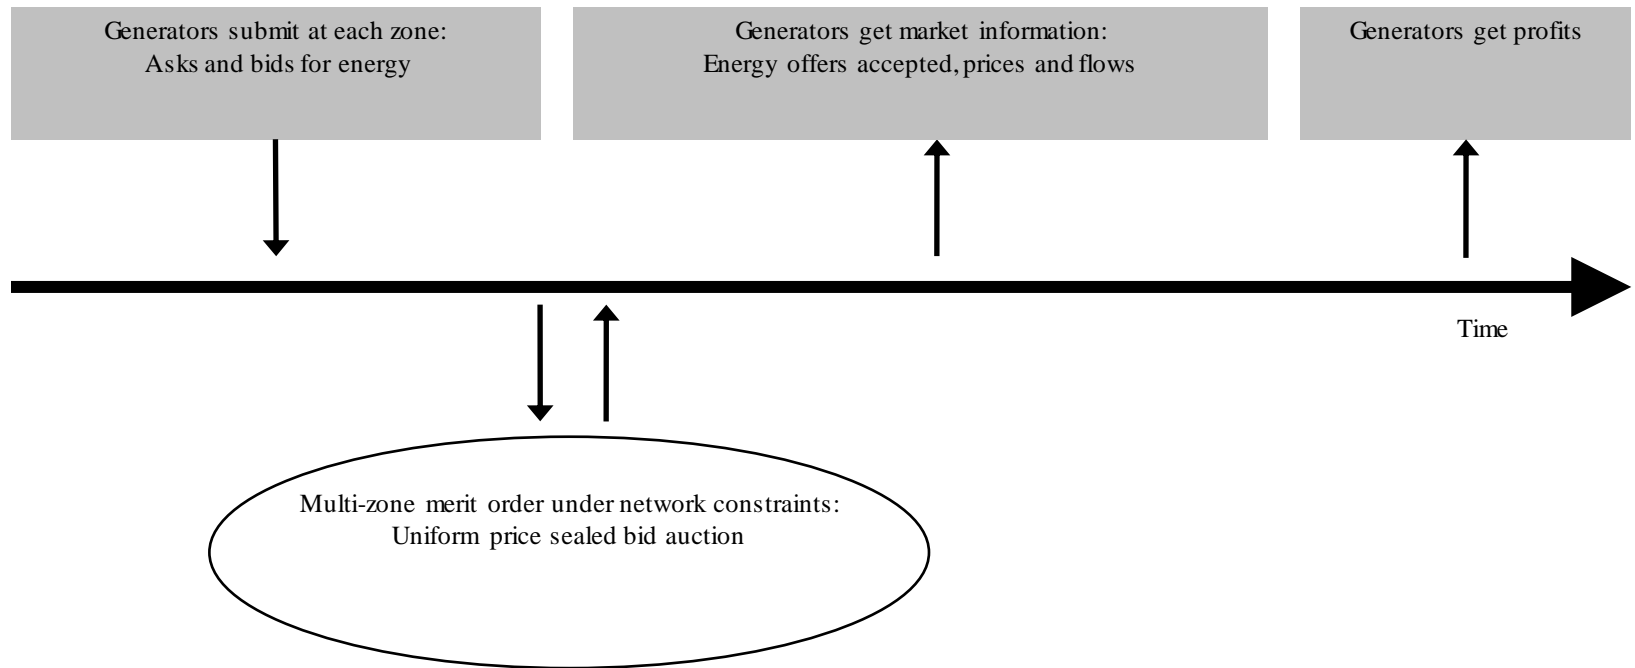 Generators submit at each zone:
Asks and bids for energy
Generators get market information:
Energy offers accepted, prices and flows
Generators get profits
Time
Multi-zone merit order under network constraints:
Uniform price sealed bid auction